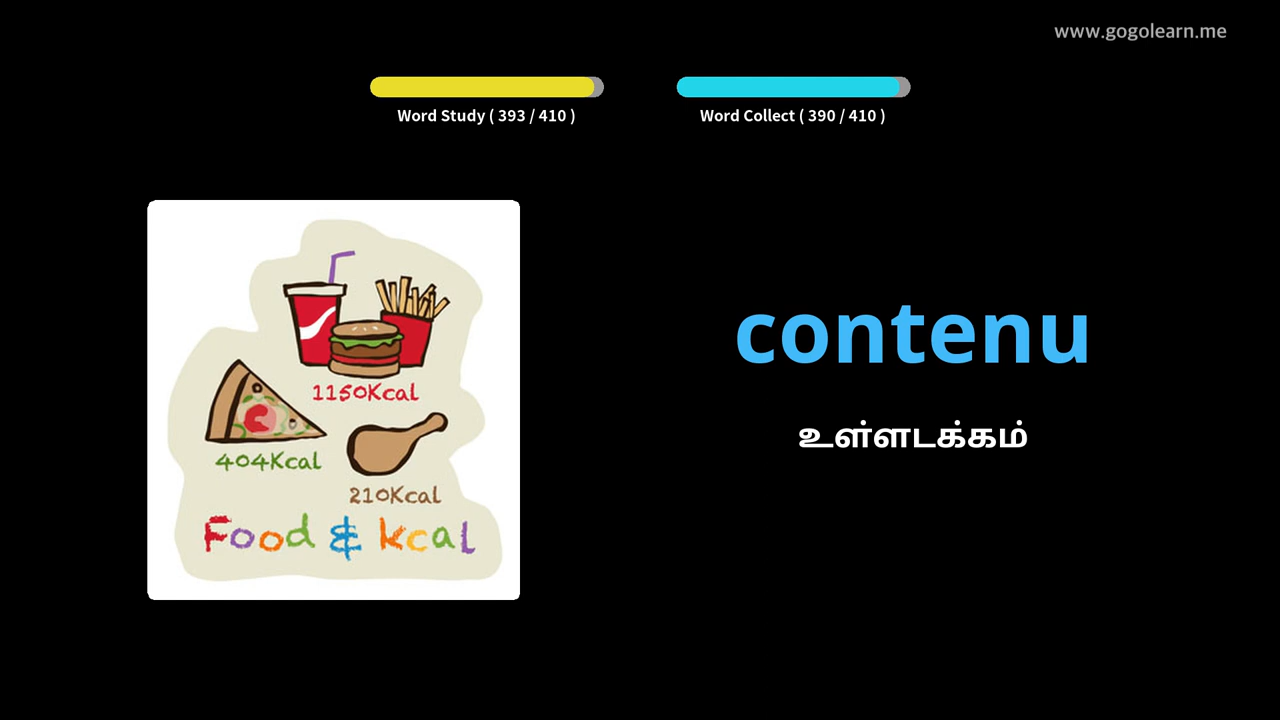 www.gogolearn.me
Word Study ( 393 / 410 )
Word Collect ( 390 / 410 )
1150Kcal
404Kcal
210Kcal
Food & kcal
contenu
உள்ளடக்கம்